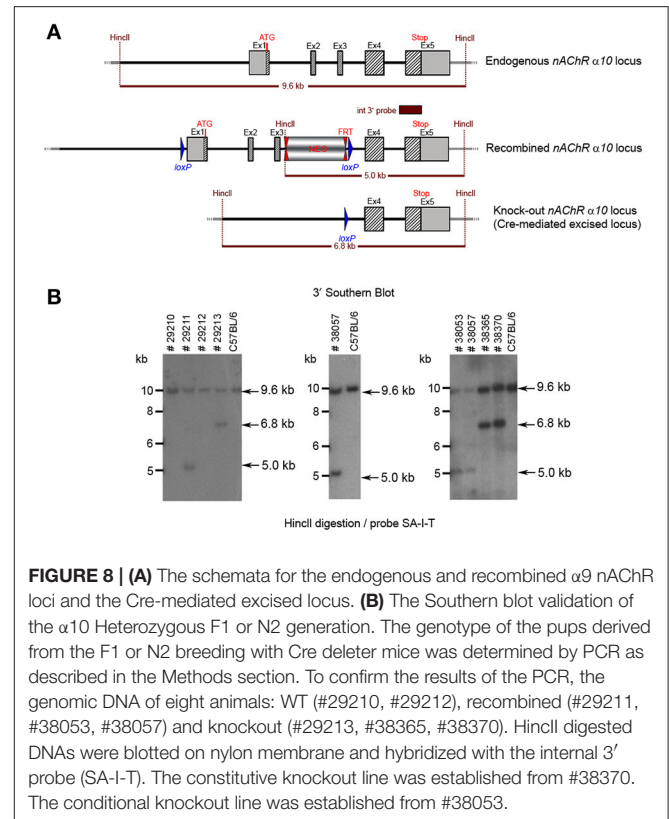 A
HincII
ATG
Ex1
Ex2
Ex3
Ex4
Stop
Ex5
HincII
Endogenous nAChR α10 locus
9.6 kb
int 3' probe
ATG
Ex1
Ex2
HincII
Ex3
NEO
FRT
Ex4
Stop
Ex5
HincII
Recombined nAChR α10 locus
loxP
loxP
5.0 kb
HincII
Ex4
Stop
Ex5
HincII
Knock-out nAChR α10 locus
(Cre-mediated excised locus)
loxP
6.8 kb
B
3′ Southern Blot
# 29210
# 29211
# 29212
# 29213
C57BL/6
kb
10
8
6
5
9.6 kb
6.8 kb
5.0 kb
# 38057
C57BL/6
kb
10
8
6
5
9.6 kb
5.0 kb
# 38053
# 38057
# 38365
# 38370
C57BL/6
kb
10
8
6
5
9.6 kb
6.8 kb
5.0 kb
HincII digestion / probe SA-I-T
FIGURE 8 | (A) The schemata for the endogenous and recombined α9 nAChR
loci and the Cre-mediated excised locus. (B) The Southern blot validation of
the α10 Heterozygous F1 or N2 generation. The genotype of the pups derived
from the F1 or N2 breeding with Cre deleter mice was determined by PCR as
described in the Methods section. To confirm the results of the PCR, the
genomic DNA of eight animals: WT (#29210, #29212), recombined (#29211,
#38053, #38057) and knockout (#29213, #38365, #38370). HincII digested
DNAs were blotted on nylon membrane and hybridized with the internal 3′
probe (SA-I-T). The constitutive knockout line was established from #38370.
The conditional knockout line was established from #38053.